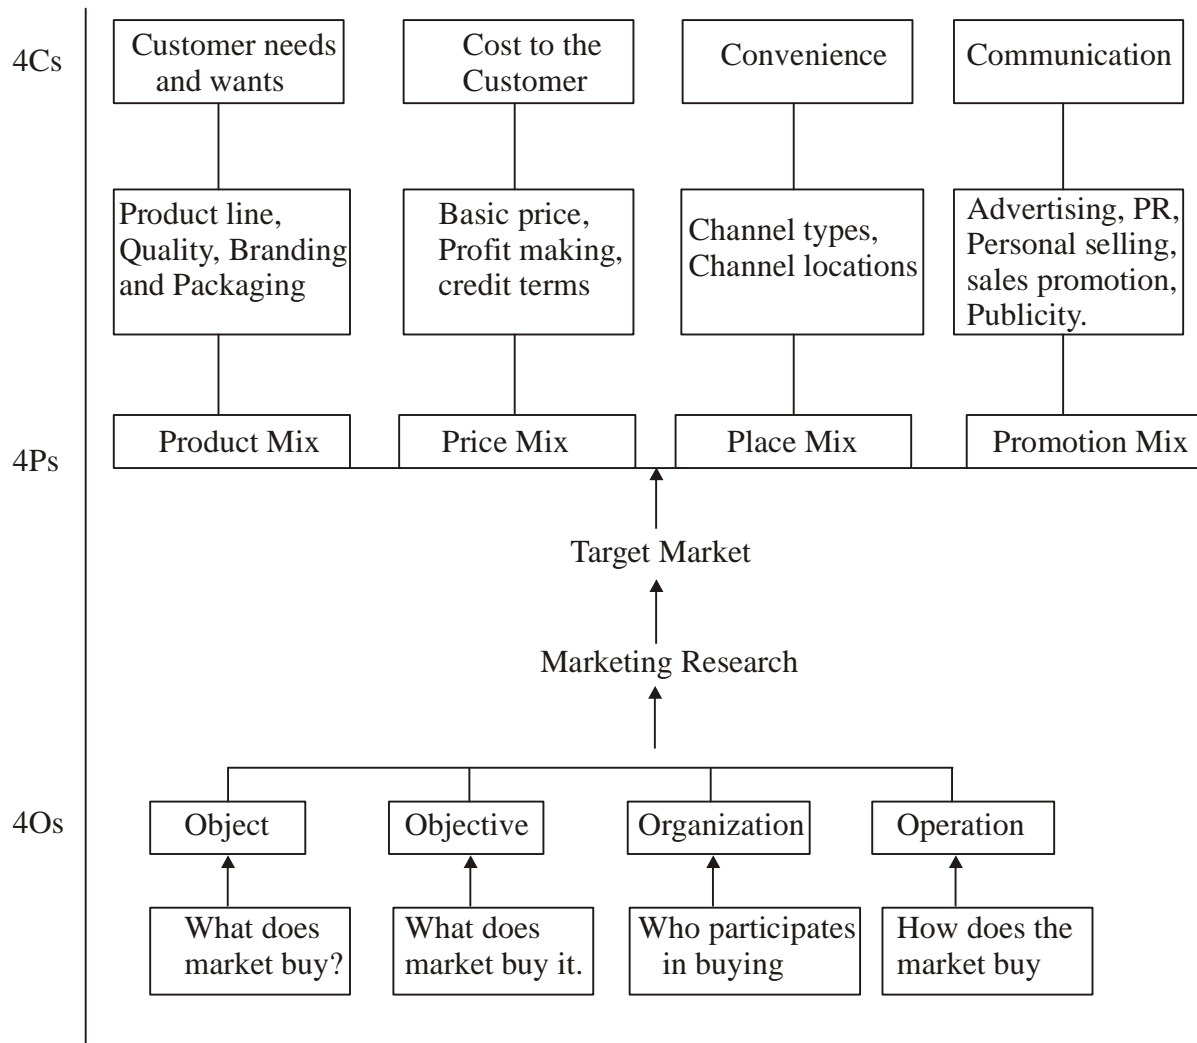 4Cs
Customer needs
and wants
Cost to the
Customer
Convenience
Communication
Product line,
Quality, Branding
and Packaging
Basic price,
Profit making,
credit terms
Channel types,
Channel locations
Advertising, PR,
Personal selling,
sales promotion,
Publicity.
4Ps
Product Mix
Price Mix
Place Mix
Promotion Mix
Target Market
Marketing Research
4Os
Object
Objective
Organization
Operation
What does
market buy?
What does
market buy it.
Who participates
in buying
How does the
market buy